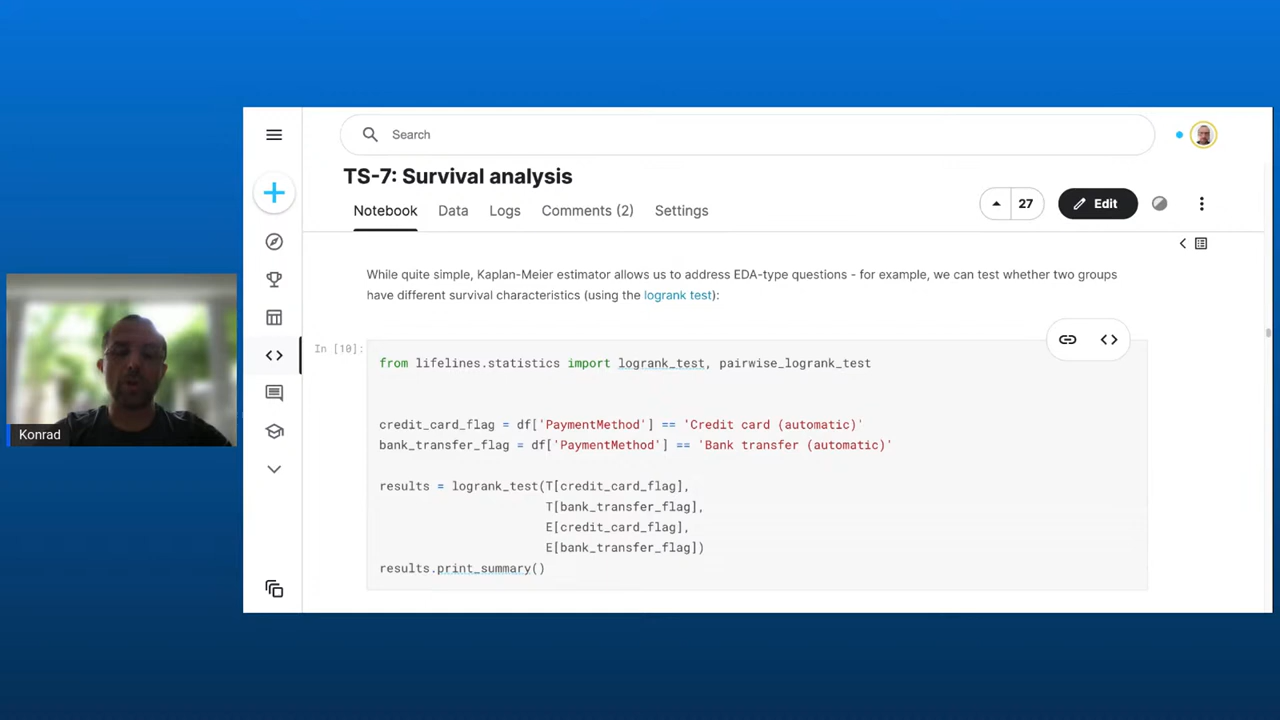 Search
TS-7: Survival analysis
Notebook Data Logs Comments (2) Settings
27 Edit
While quite simple, Kaplan-Meier estimator allows us to address EDA-type questions - for example, we can test whether two groups
have different survival characteristics (using the logrank test):
In [10]:
from lifelines.statistics import logrank_test, pairwise_logrank_test
credit_card_flag = df['PaymentMethod'] == 'Credit card (automatic)'
bank_transfer_flag = df['PaymentMethod'] == 'Bank transfer (automatic)'
results = logrank_test(T[credit_card_flag],
T[bank_transfer_flag],
E[credit_card_flag],
E[bank_transfer_flag])
results.print_summary()
Konrad